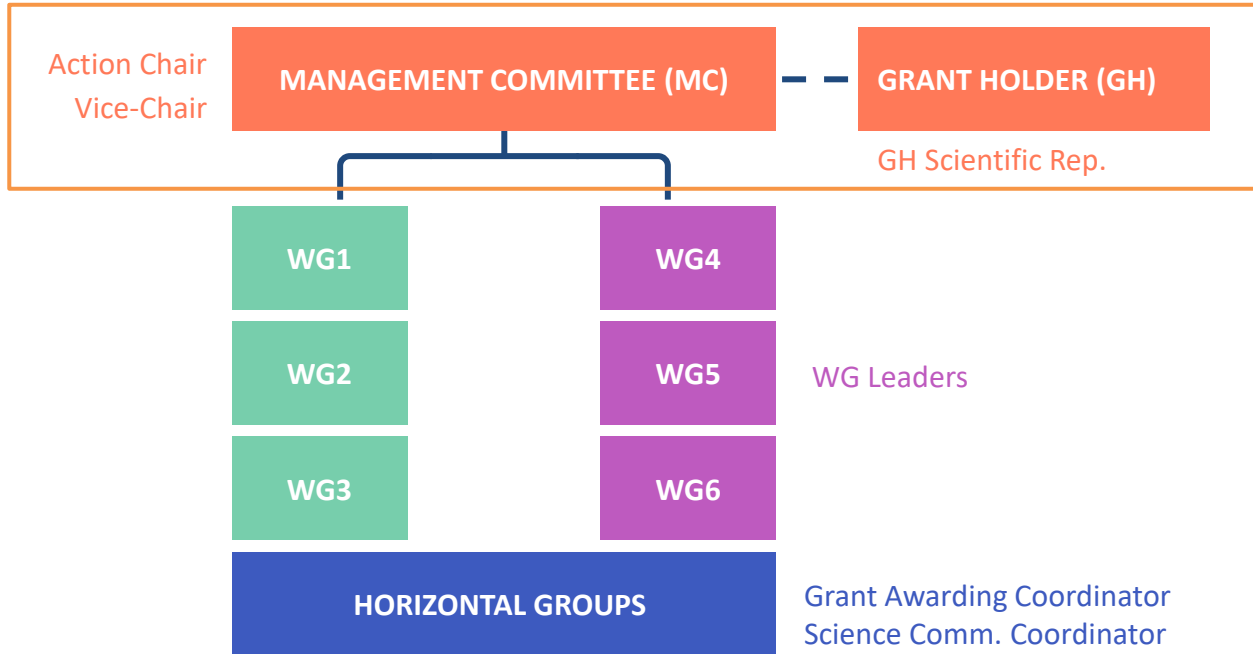 Action Chair
Vice-Chair
MANAGEMENT COMMITTEE (MC)
GRANT HOLDER (GH)
GH Scientific Rep.
WG1
WG4
WG2
WG5
WG Leaders
WG3
WG6
HORIZONTAL GROUPS
Grant Awarding Coordinator
Science Comm. Coordinator